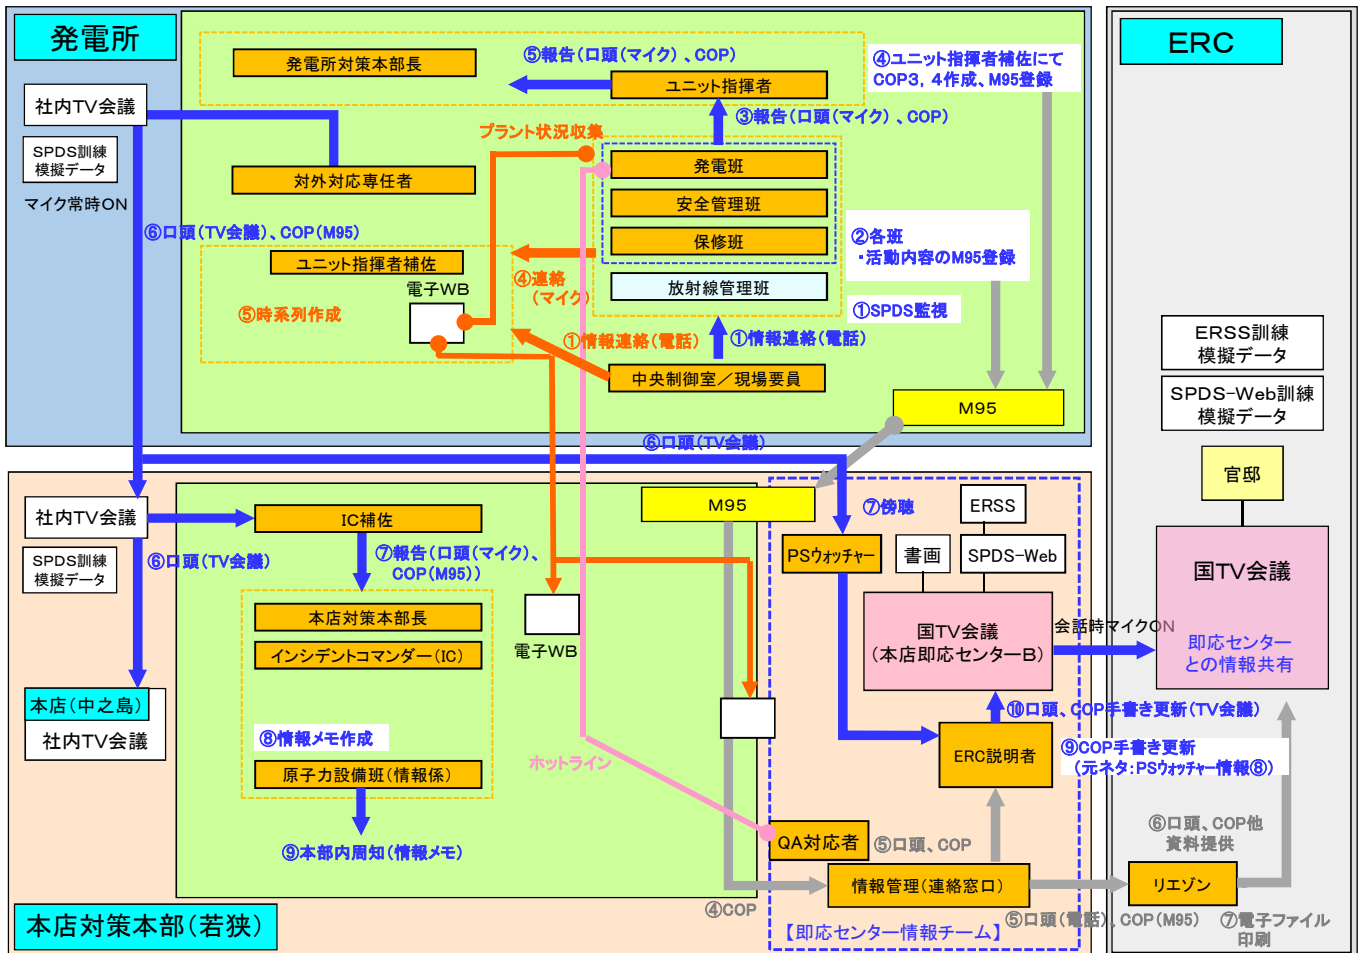 発電所
社内TV会議
SPDS訓練
模擬データ
マイク常時ON
発電所対策本部長
⑤報告(口頭(マイク)、COP)
ユニット指揮者
④ユニット指揮者補佐にて
COP3,4作成、M95登録
③報告(口頭(マイク)、COP)
プラント状況収集
対外対応専任者
発電班
安全管理班
保修班
放射線管理班
⑥口頭(TV会議)、COP(M95)
②各班
・活動内容のM95登録
ユニット指揮者補佐
④連絡
(マイク)
電子WB
⑤時系列作成
①SPDS監視
①情報連絡(電話)
①情報連絡(電話)
中央制御室/現場要員
M95
⑥口頭(TV会議)
ERC
ERSS訓練
模擬データ
SPDS-Web訓練
模擬データ
官邸
国TV会議
即応センター
との情報共有
社内TV会議
SPDS訓練
模擬データ
⑥口頭(TV会議)
IC補佐
⑦報告(口頭(マイク)、
COP(M95))
本店対策本部長
インシデントコマンダー(IC)
⑧情報メモ作成
原子力設備班(情報係)
⑨本部内周知(情報メモ)
本店(中之島)
社内TV会議
電子WB
ホットライン
M95
⑦傍聴
PSウォッチャー
書画
ERSS
SPDS-Web
国TV会議
(本店即応センターB)
会話時マイクON
⑩口頭、COP手書き更新(TV会議)
ERC説明者
⑨COP手書き更新
(元ネタ:PSウォッチャー情報⑧)
QA対応者
⑤口頭、COP
情報管理(連絡窓口)
④COP
⑤口頭(電話)、COP(M95)
【即応センター情報チーム】
⑥口頭、COP他
資料提供
リエゾン
⑦電子ファイル
印刷
本店対策本部(若狭)